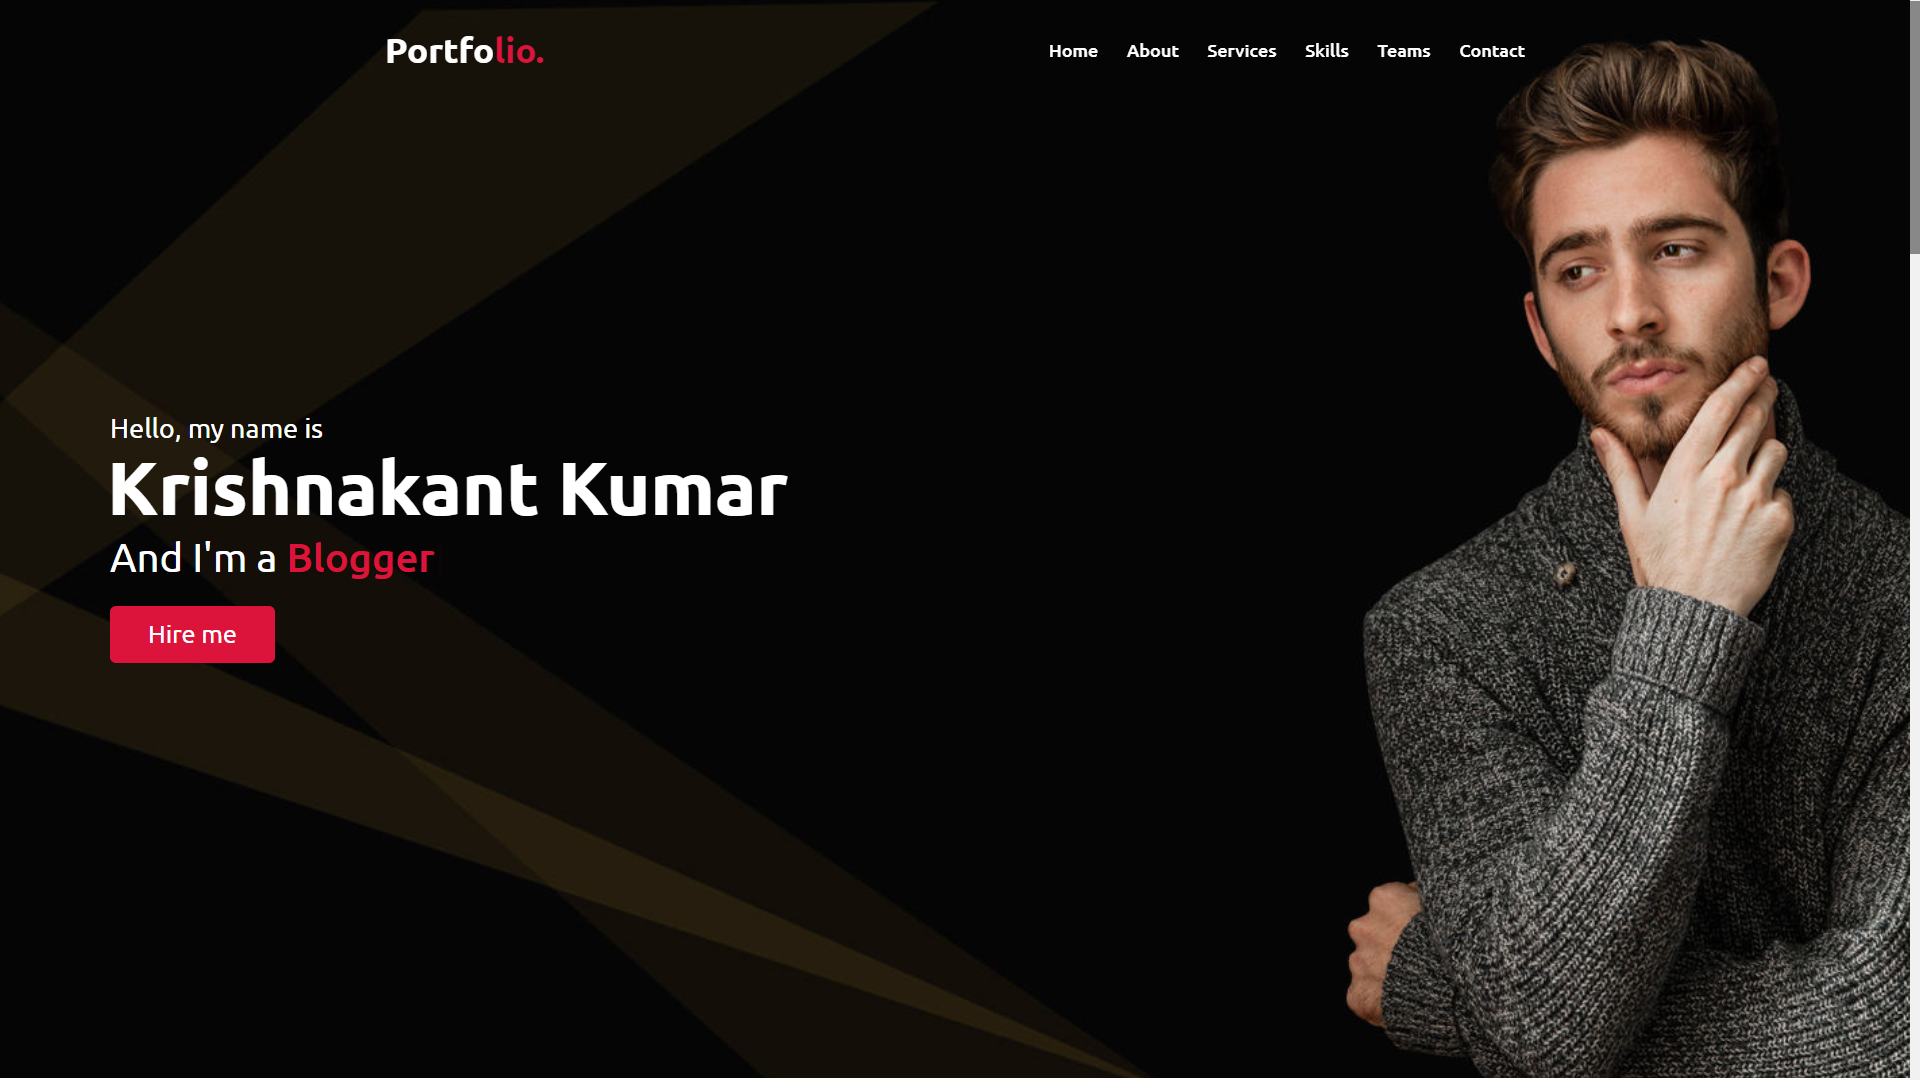 Portfolio.
Home About Services Skills Teams Contact
Hello, my name is
Krishnakant Kumar
And I'm a Blogger
Hire me